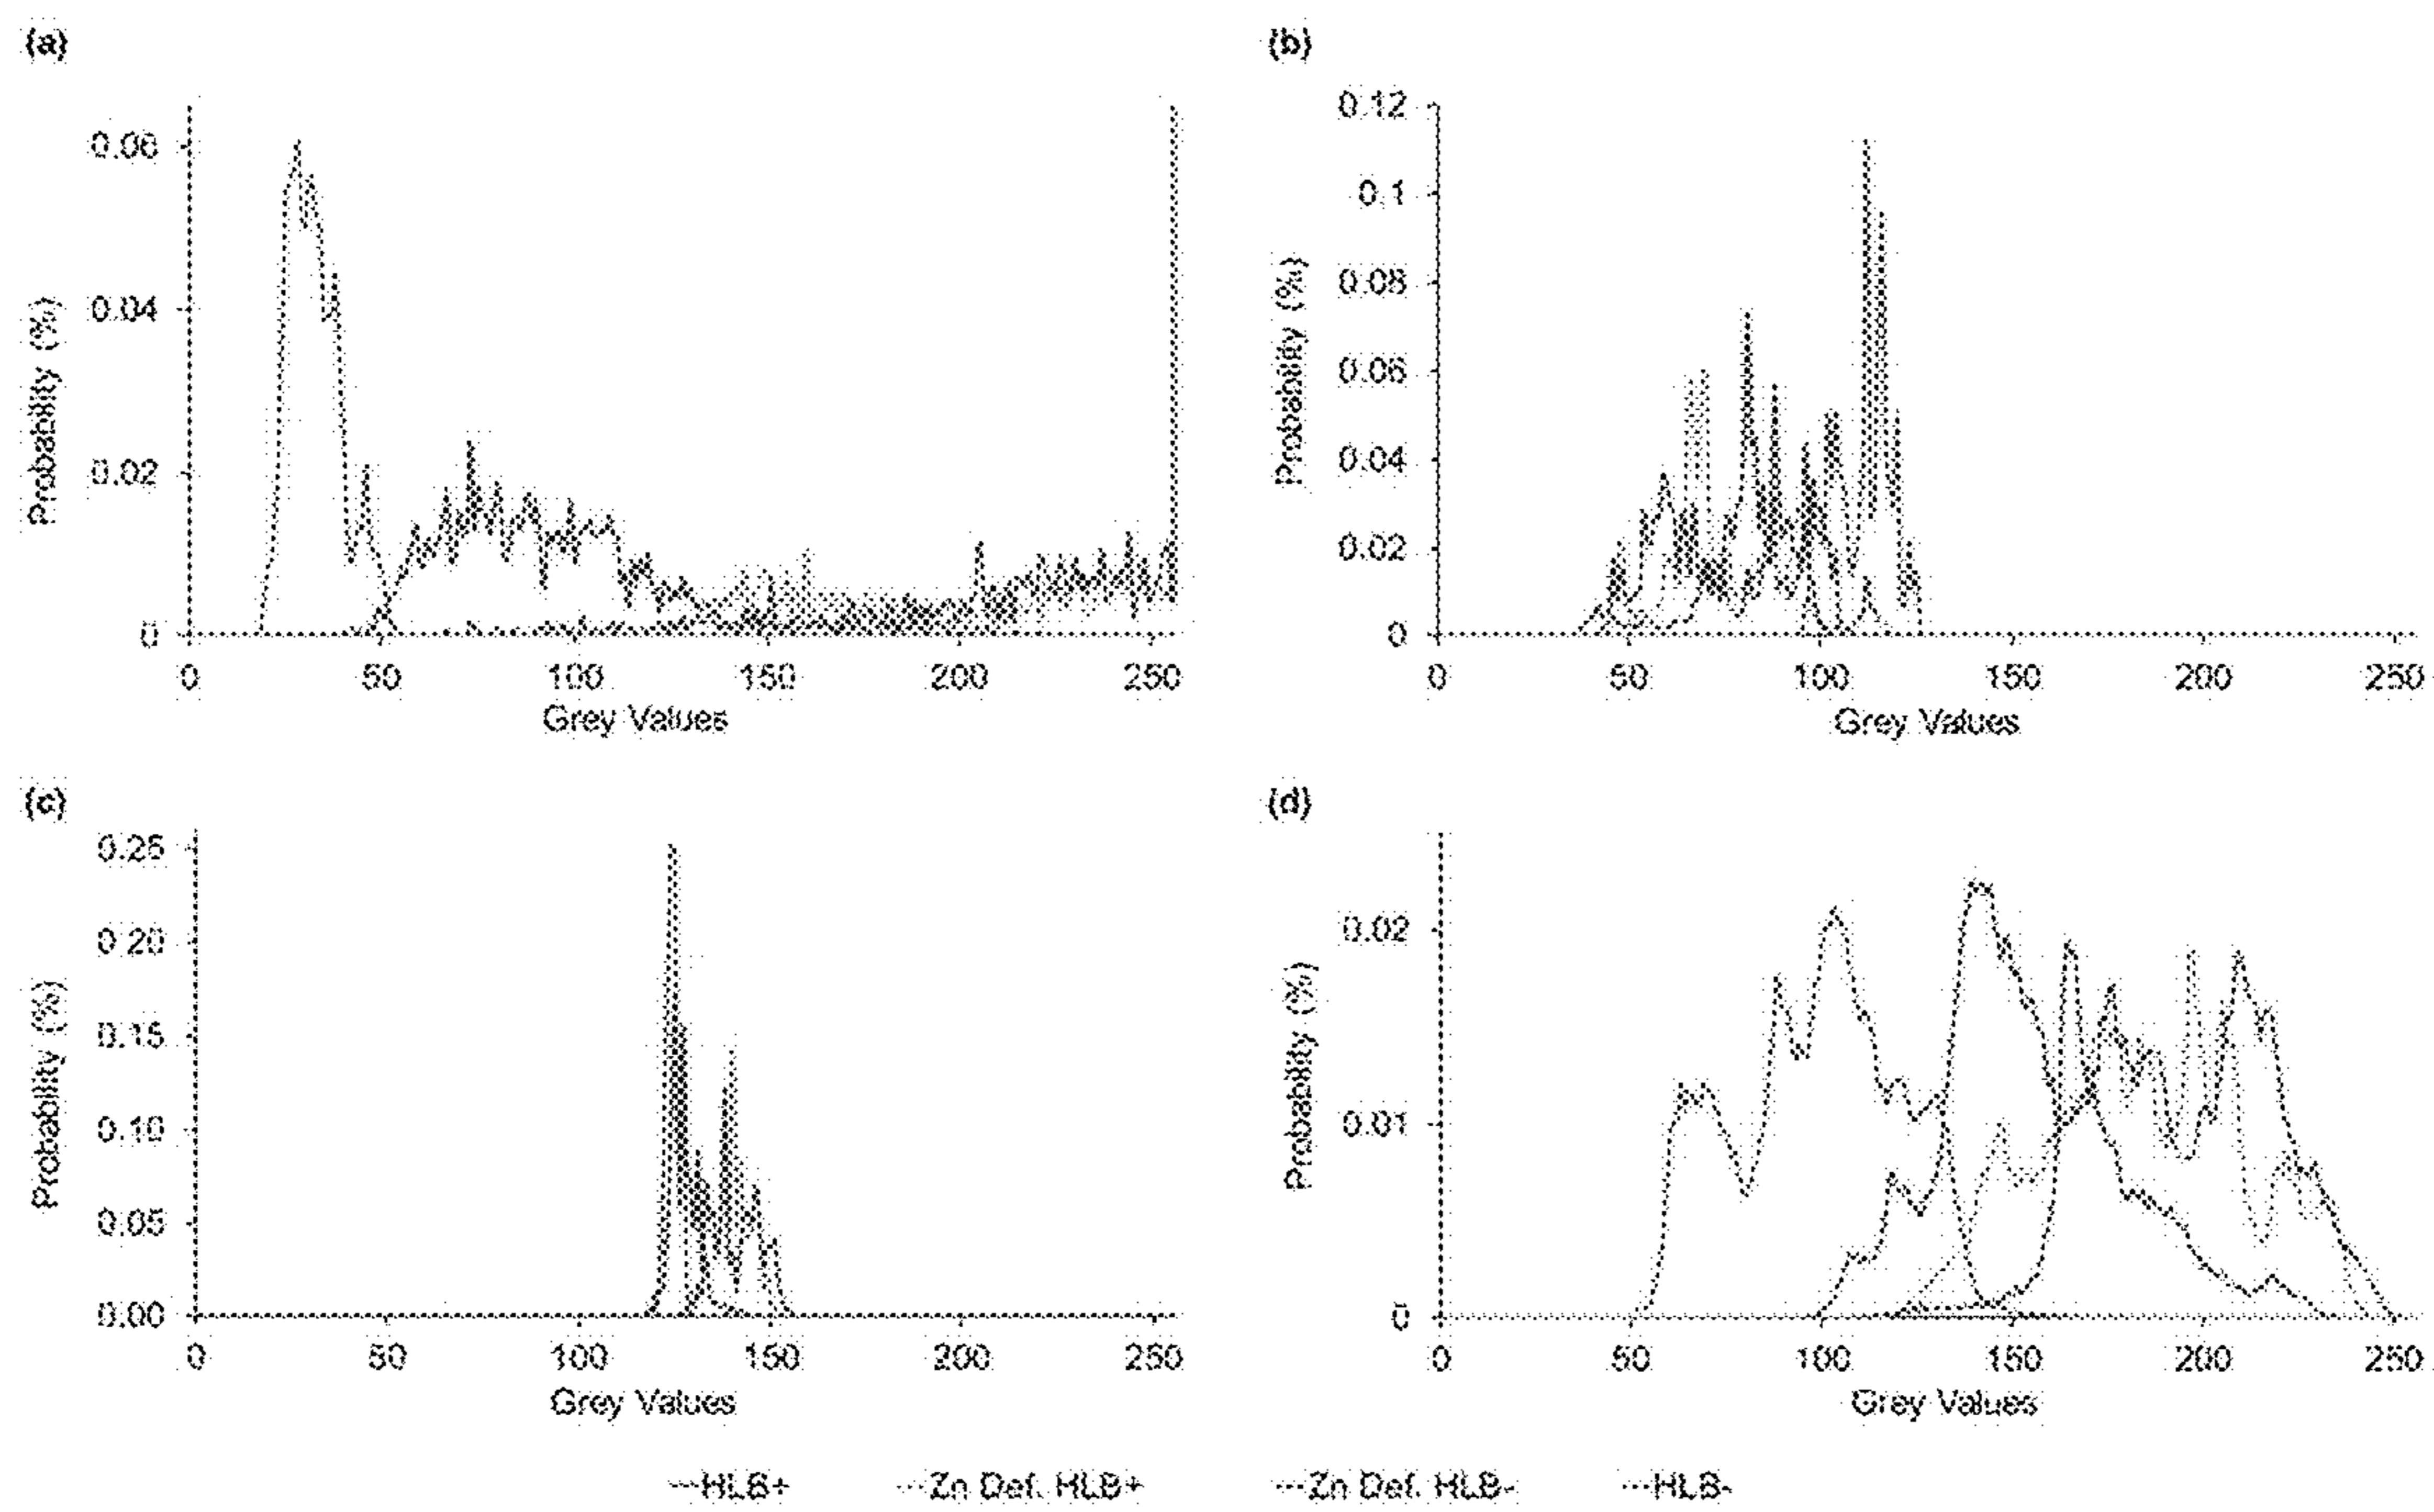 (a)
(b)
Probability (%)
0.06
0.04
0.02
0
0 50 100 150 200 250
Grey Values
Probability (%)
0.12
0.1
0.08
0.06
0.04
0.02
0
0 50 100 150 200 250
Grey Values
(c)
(d)
Probability (%)
0.25
0.20
0.15
0.10
0.05
0.00
0 50 100 150 200 250
Grey Values
Probability (%)
0.02
0.01
0
0 50 100 150 200 250
Grey Values
HLB+ Zn Def. HLB+ Zn Def. HLB- HLB-